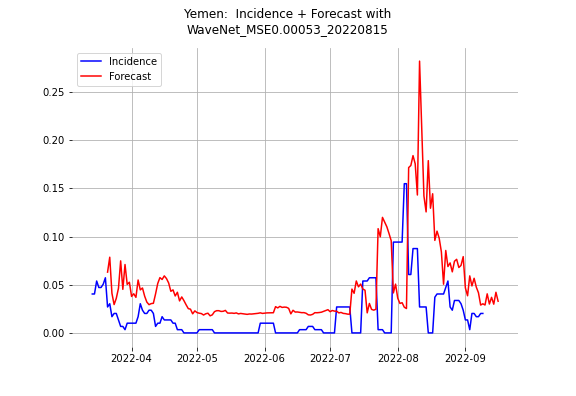 Yemen:  Incidence + Forecast with
WaveNet_MSE0.00053_20220815
Incidence
Forecast
0.25
0.20
0.15
0.10
0.05
0.00
2022-04 2022-05 2022-06 2022-07 2022-08 2022-09